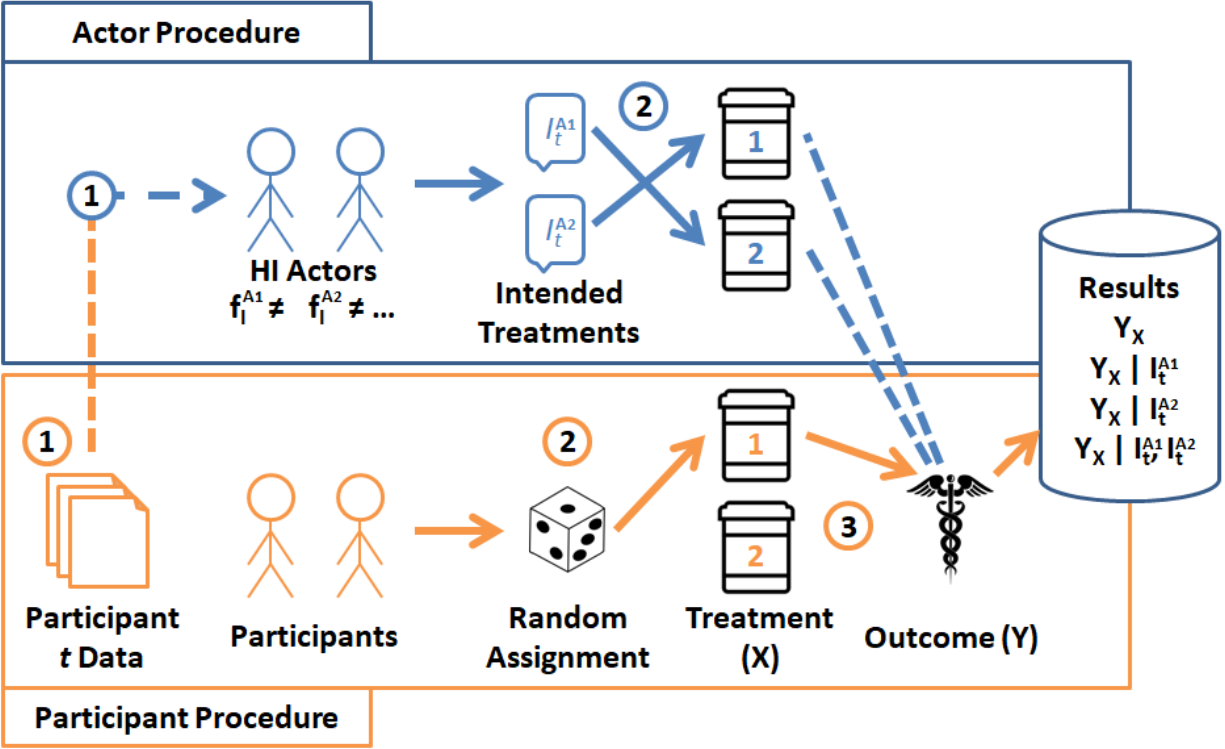 Actor Procedure
1
HI Actors
f_I^A1 ≠ f_I^A2 ≠ ...
I_t^A1
I_t^A2
Intended
Treatments
2
1
2
Results
Y_X
Y_X | I_t^A1
Y_X | I_t^A2
Y_X | I_t^A1, I_t^A2
1
Participant
t Data
Participants
2
Random
Assignment
1
2
Treatment
(X)
3
Outcome (Y)
Participant Procedure